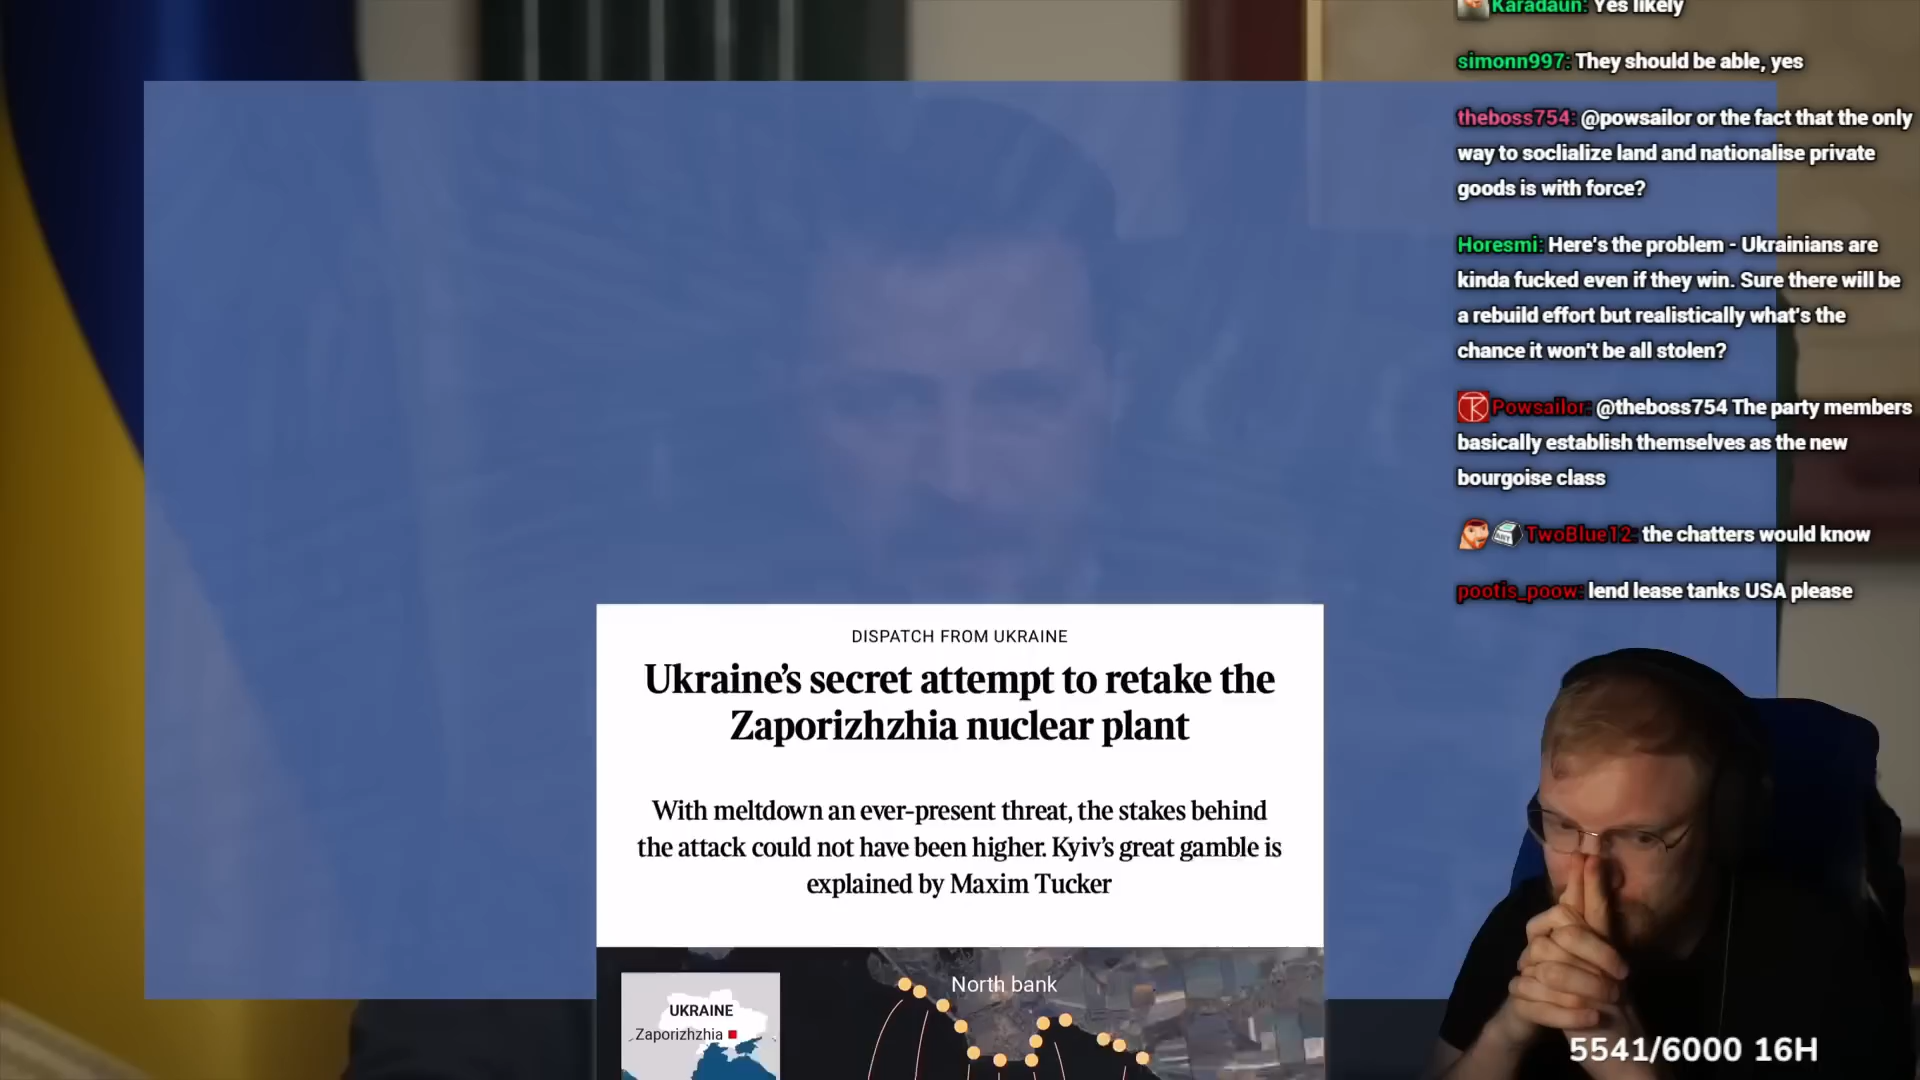 Karadaun: Yes likely
simonn997: They should be able, yes
theboss754: @powsailor or the fact that the only
way to soclialize land and nationalise private
goods is with force?
Horesmi: Here's the problem - Ukrainians are
kinda fucked even if they win. Sure there will be
a rebuild effort but realistically what's the
chance it won't be all stolen?
Powsailor: @theboss754 The party members
basically establish themselves as the new
bourgoise class
TwoBlue12: the chatters would know
pootis_poow: lend lease tanks USA please
DISPATCH FROM UKRAINE
Ukraine's secret attempt to retake the
Zaporizhzhia nuclear plant
With meltdown an ever-present threat, the stakes behind
the attack could not have been higher. Kyiv's great gamble is
explained by Maxim Tucker
North bank
UKRAINE
Zaporizhzhia
5541/6000 16H